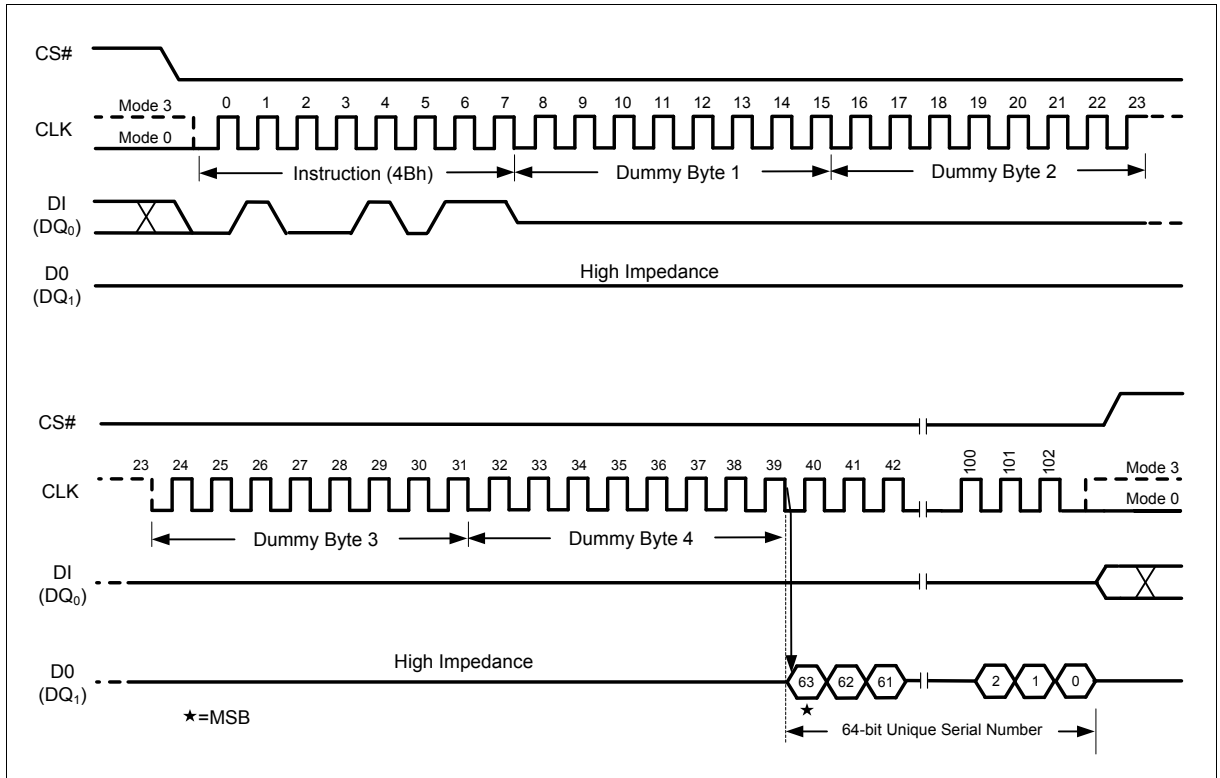 CS#
Mode 3
0 1 2 3 4 5 6 7 8 9 10 11 12 13 14 15 16 17 18 19 20 21 22 23
CLK
Mode 0
Instruction (4Bh)
Dummy Byte 1
Dummy Byte 2
DI
(DQ₀)
D0
(DQ₁)
High Impedance
CS#
23 24 25 26 27 28 29 30 31 32 33 34 35 36 37 38 39 40 41 42 100 101 102
Mode 3
CLK
Mode 0
Dummy Byte 3
Dummy Byte 4
DI
(DQ₀)
High Impedance
D0
(DQ₁)
63 62 61 2 1 0
★=MSB
★
64-bit Unique Serial Number